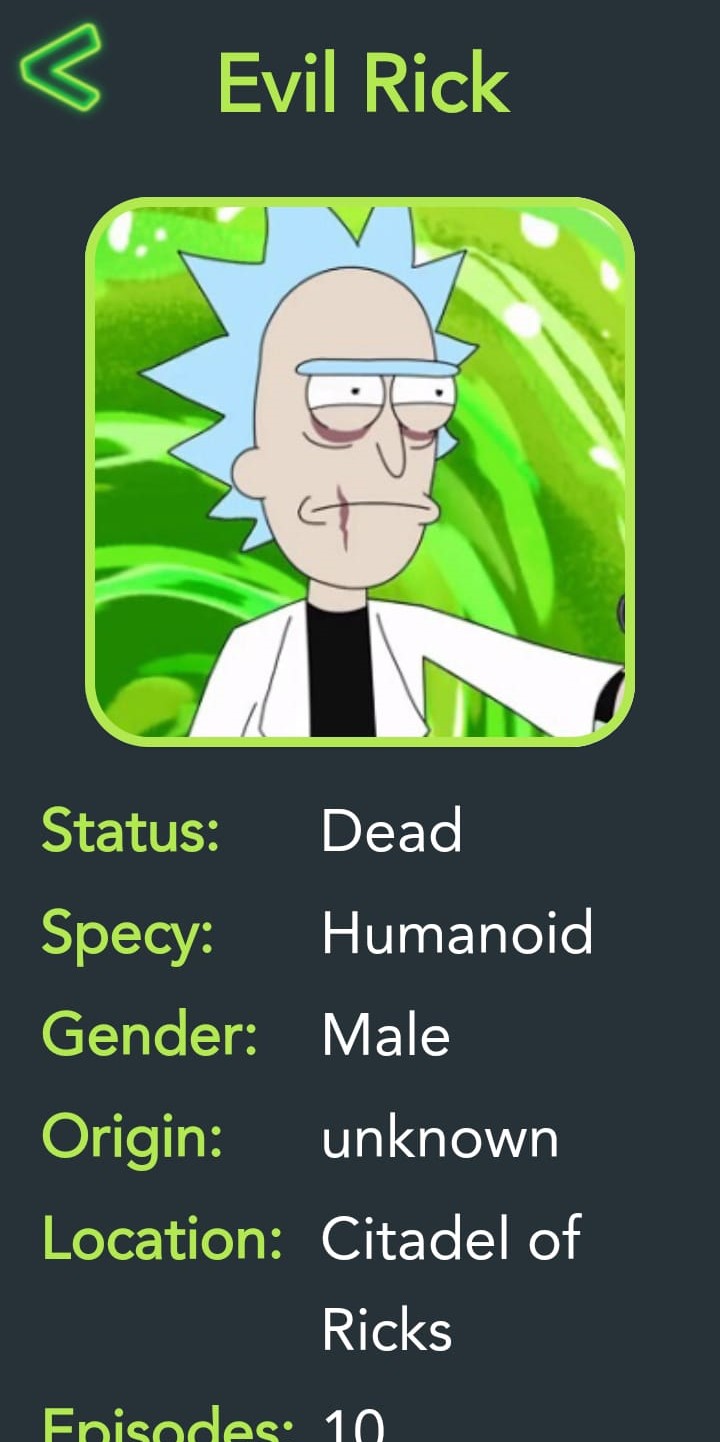 Evil Rick
Status: Dead
Specy: Humanoid
Gender: Male
Origin: unknown
Location: Citadel of
Ricks
Episodes: 10